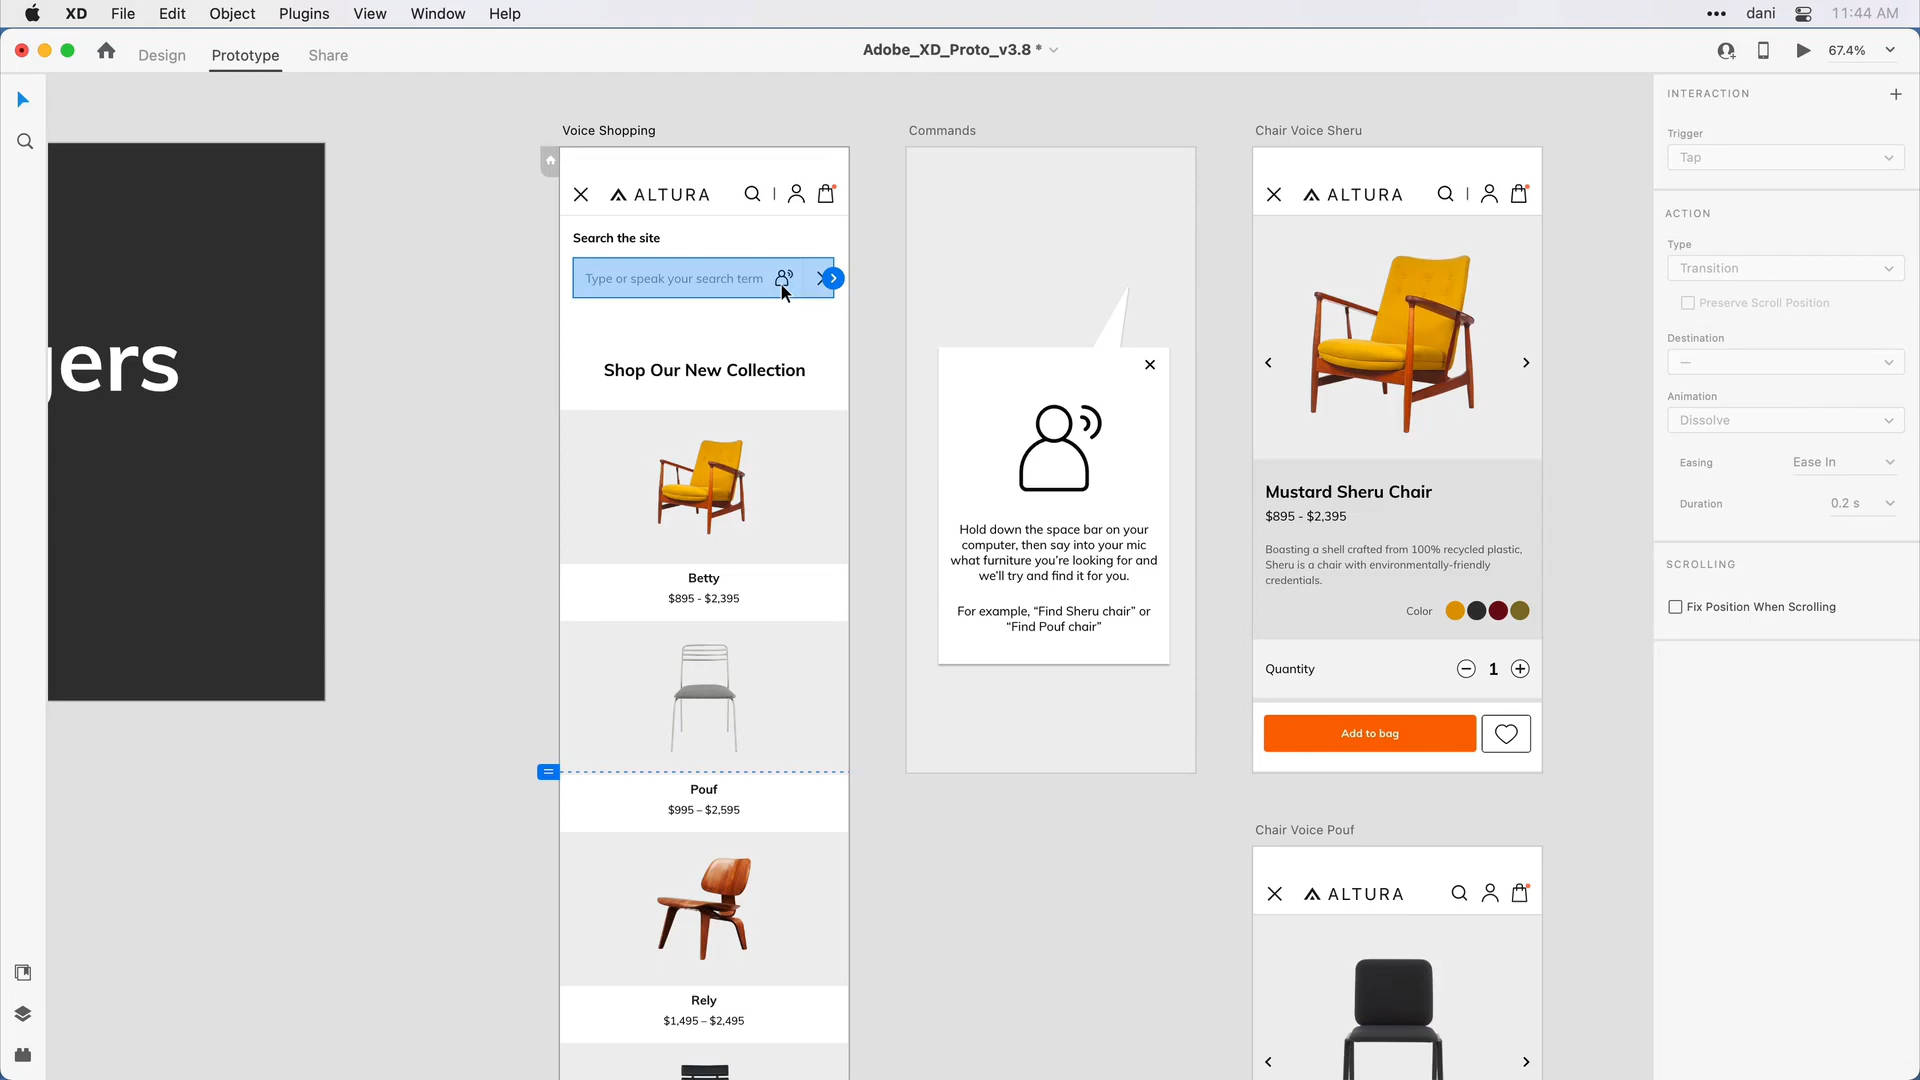 XD File Edit Object Plugins View Window Help
dani 11:44 AM
Design Prototype Share
Adobe_XD_Proto_v3.8 *
67.4%
gers
Voice Shopping
ALTURA
Search the site
Type or speak your search term
Shop Our New Collection
Betty
$895 - $2,395
Pouf
$995 – $2,595
Rely
$1,495 – $2,495
Commands
Hold down the space bar on your
computer, then say into your mic
what furniture you’re looking for and
we’ll try and find it for you.
For example, “Find Sheru chair” or
“Find Pouf chair”
Chair Voice Sheru
ALTURA
Mustard Sheru Chair
$895 - $2,395
Boasting a shell crafted from 100% recycled plastic,
Sheru is a chair with environmentally-friendly
credentials.
Color
Quantity
1
Add to bag
Chair Voice Pouf
ALTURA
INTERACTION
Trigger
Tap
ACTION
Type
Transition
Preserve Scroll Position
Destination
—
Animation
Dissolve
Easing Ease In
Duration 0.2 s
SCROLLING
Fix Position When Scrolling